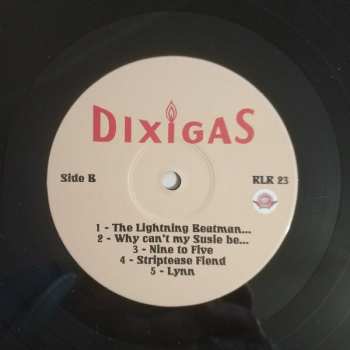 DIXIGAS
Side B
RLR 23
1 - The Lightning Beatman...
2 - Why can't my Susie be...
3 - Nine to Five
4 - Striptease Fiend
5 - Lynn